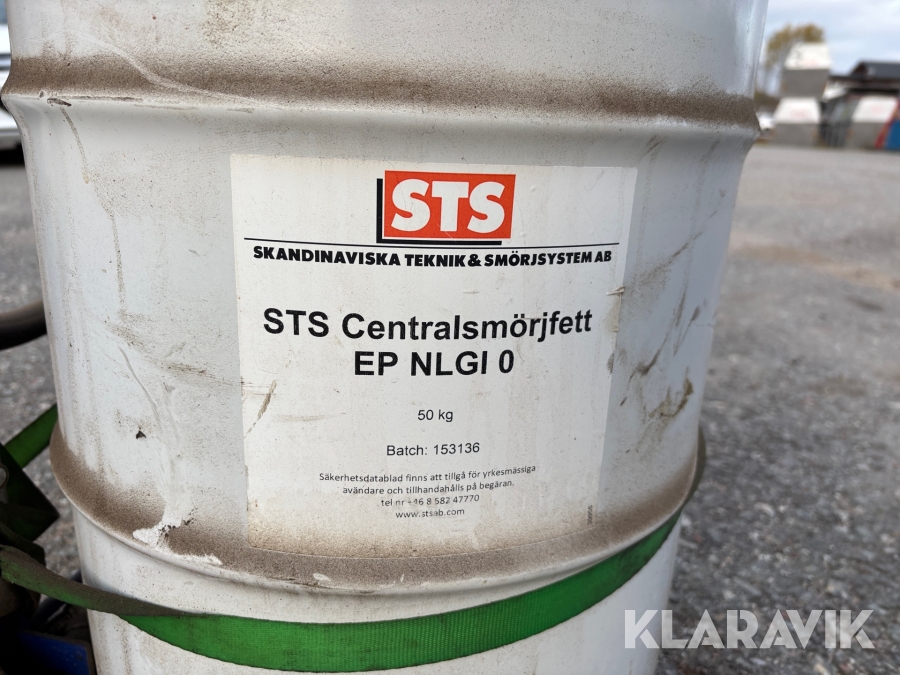 STS
SKANDINAVISKA TEKNIK & SMÖRJSYSTEM AB
STS Centralsmörjfett
EP NLGI 0
50 kg
Batch: 153136
Säkerhetsdatablad finns att tillgå för yrkesmässiga
avändare och tillhandahålls på begäran.
tel nr +46 8 582 47770
www.stsab.com
KLARAVIK